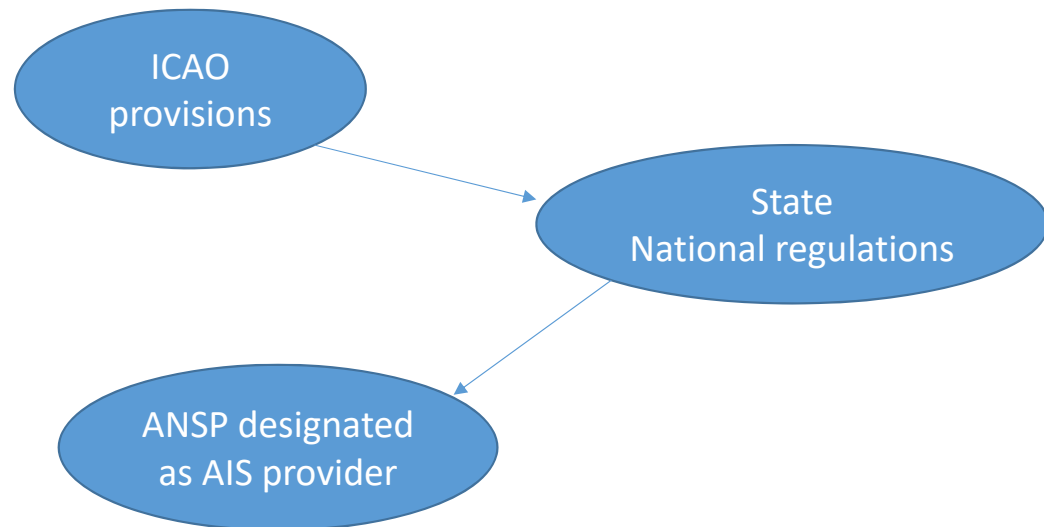 ICAO
provisions
State
National regulations
ANSP designated
as AIS provider